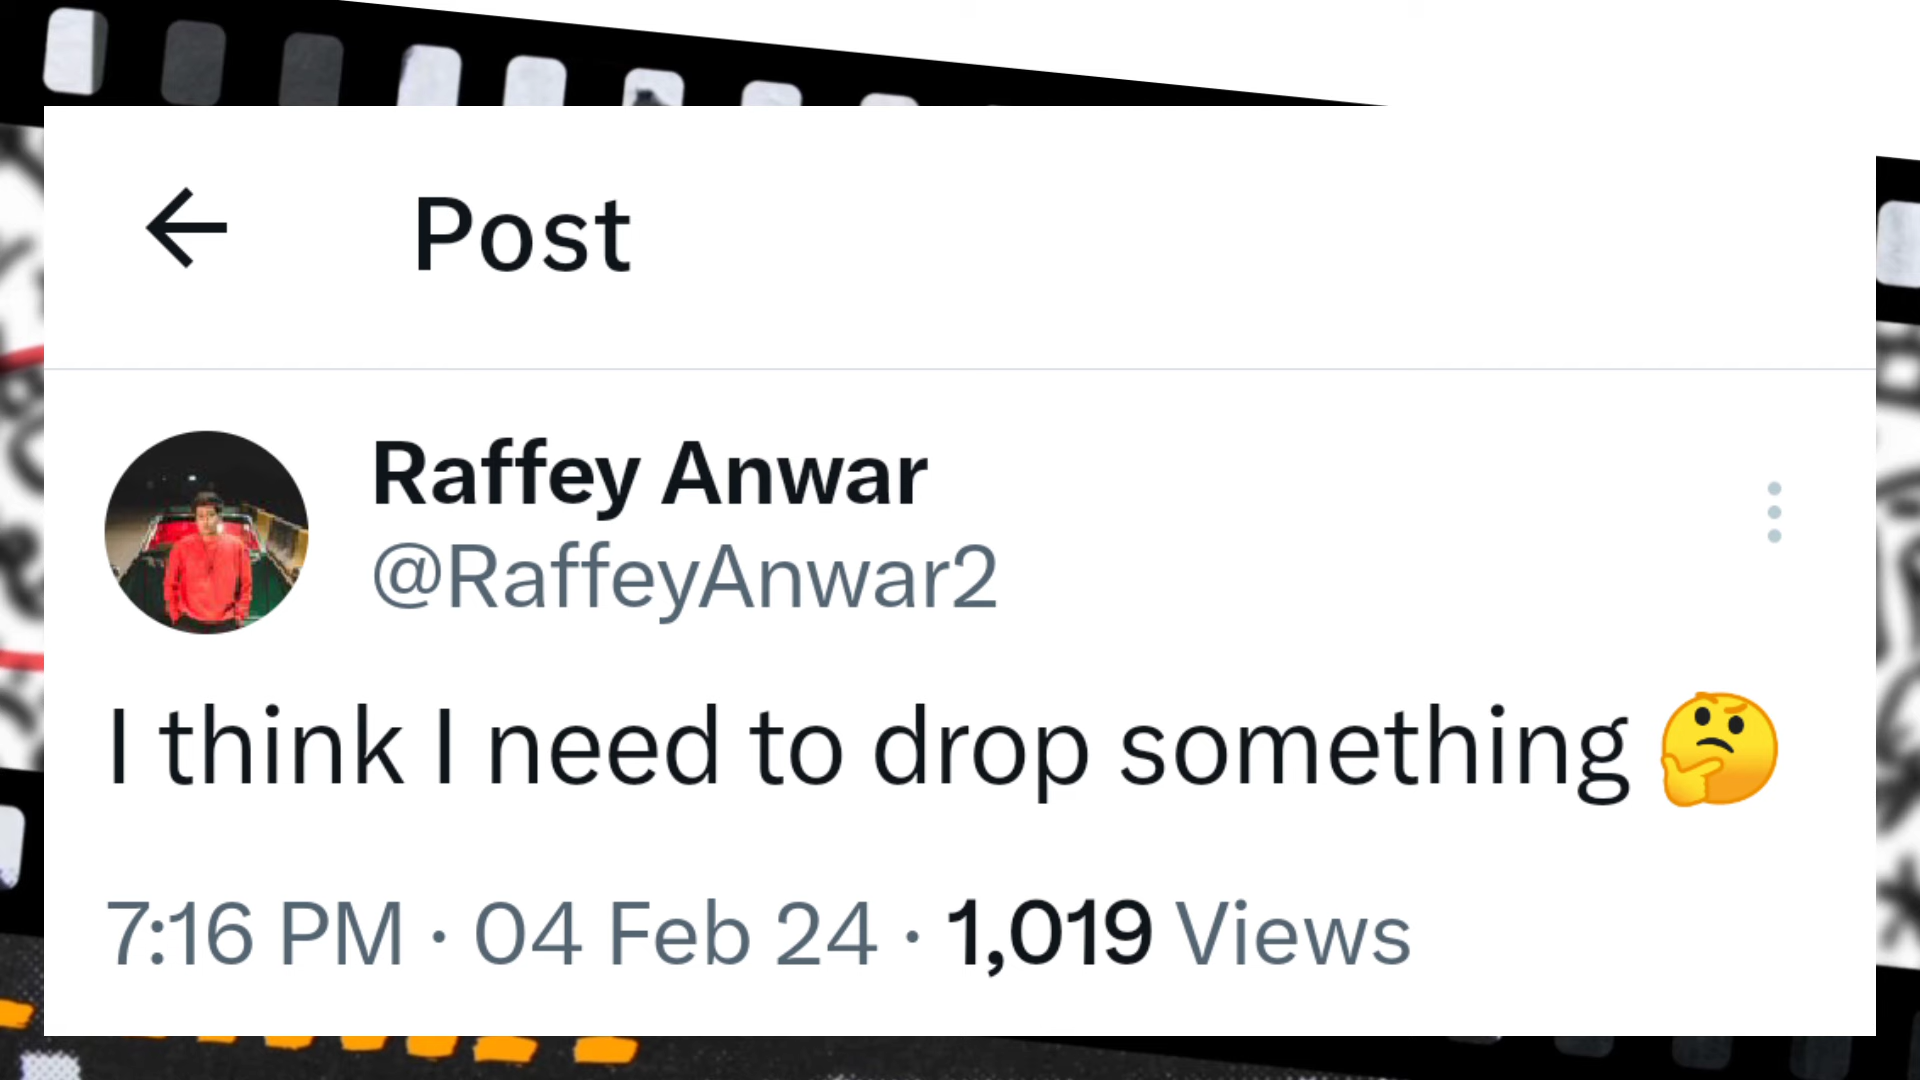 Post
Raffey Anwar
@RaffeyAnwar2
I think I need to drop something 🤔
7:16 PM · 04 Feb 24 · 1,019 Views